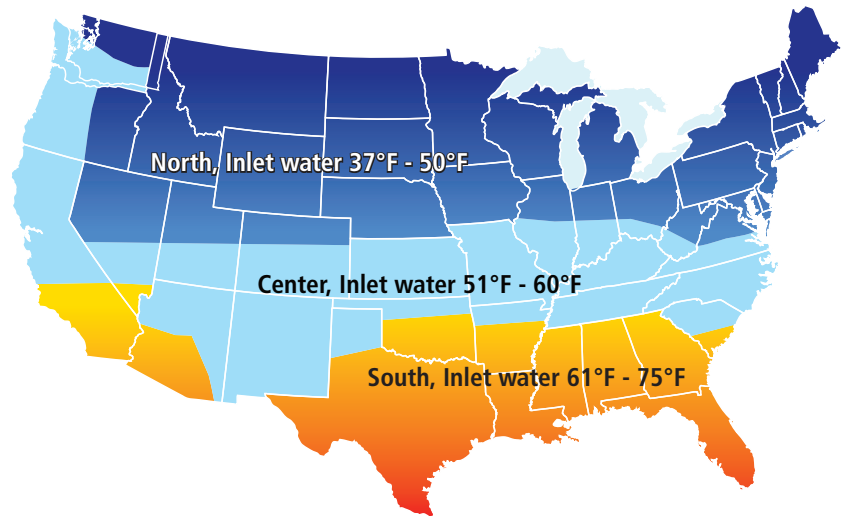 North, Inlet water 37°F - 50°F
Center, Inlet water 51°F - 60°F
South, Inlet water 61°F - 75°F